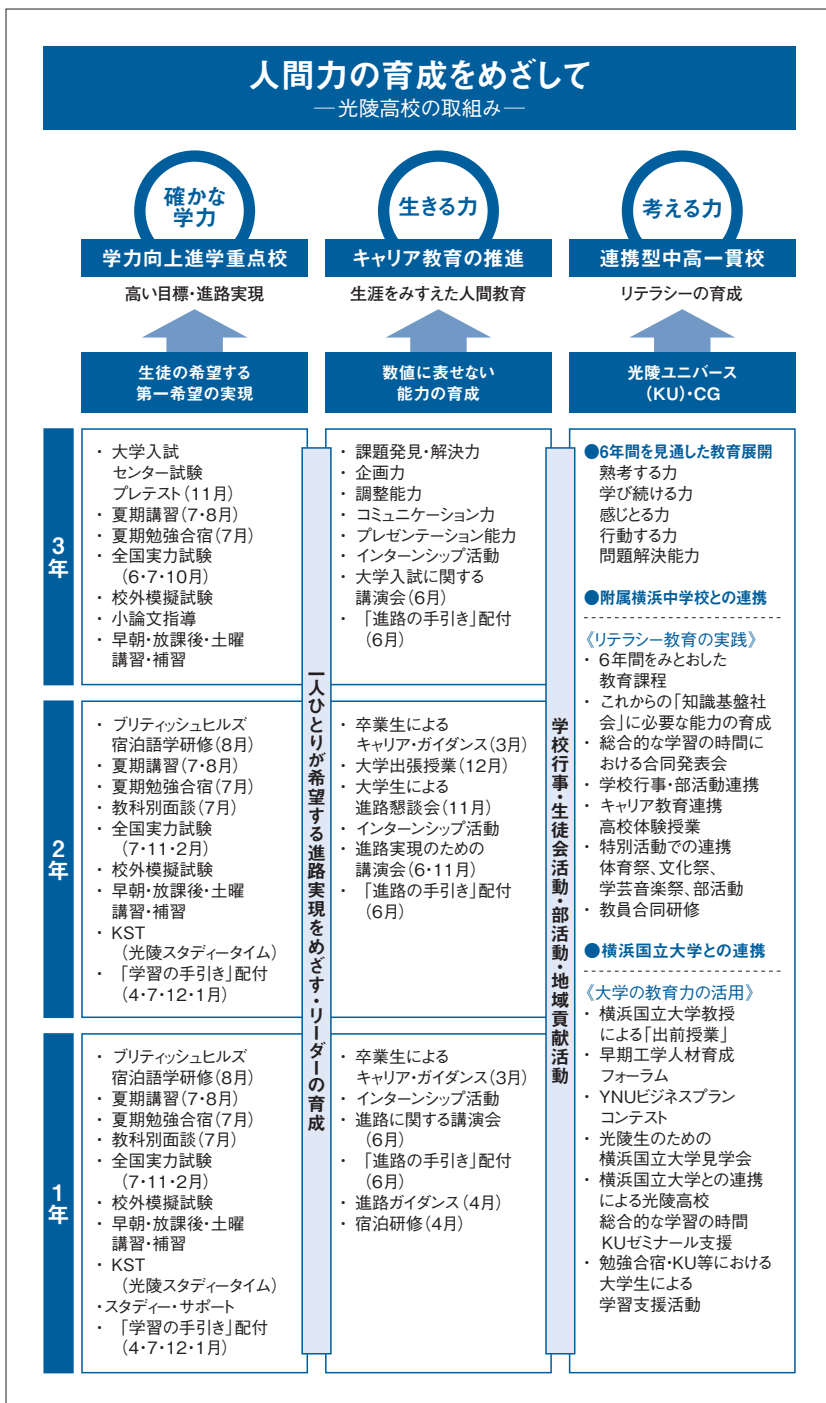 人間力の育成をめざして
―光陵高校の取組み―
確かな
学力
学力向上進学重点校
高い目標・進路実現
生徒の希望する
第一希望の実現
生きる力
キャリア教育の推進
生涯をみすえた人間教育
数値に表せない
能力の育成
考える力
連携型中高一貫校
リテラシーの育成
光陵ユニバース
(KU)・CG
3年
・ 大学入試
センター試験
プレテスト(11月)
・ 夏期講習(7・8月)
・ 夏期勉強合宿(7月)
・ 全国実力試験
(6・7・10月)
・ 校外模擬試験
・ 小論文指導
・ 早朝・放課後・土曜
講習・補習
・ 課題発見・解決力
・ 企画力
・ 調整能力
・ コミュニケーション力
・ プレゼンテーション能力
・ インターンシップ活動
・ 大学入試に関する
講演会(6月)
・ 「進路の手引き」配付
(6月)
2年
・ ブリティッシュヒルズ
宿泊語学研修(8月)
・ 夏期講習(7・8月)
・ 夏期勉強合宿(7月)
・ 教科別面談(7月)
・ 全国実力試験
(7・11・2月)
・ 校外模擬試験
・ 早朝・放課後・土曜
講習・補習
・ KST
(光陵スタディータイム)
・ 「学習の手引き」配付
(4・7・12・1月)
・ 卒業生による
キャリア・ガイダンス(3月)
・ 大学出張授業(12月)
・ 大学生による
進路懇談会(11月)
・ インターンシップ活動
・ 進路実現のための
講演会(6・11月)
・ 「進路の手引き」配付
(6月)
1年
・ ブリティッシュヒルズ
宿泊語学研修(8月)
・ 夏期講習(7・8月)
・ 夏期勉強合宿(7月)
・ 教科別面談(7月)
・ 全国実力試験
(7・11・2月)
・ 校外模擬試験
・ 早朝・放課後・土曜
講習・補習
・ KST
(光陵スタディータイム)
・スタディー・サポート
・ 「学習の手引き」配付
(4・7・12・1月)
・ 卒業生による
キャリア・ガイダンス(3月)
・ インターンシップ活動
・ 進路に関する講演会
(6月)
・ 「進路の手引き」配付
(6月)
・ 進路ガイダンス(4月)
・ 宿泊研修(4月)
一人ひとりが希望する進路実現をめざす・リーダーの育成
学校行事・生徒会活動・部活動・地域貢献活動
●6年間を見通した教育展開
熟考する力
学び続ける力
感じとる力
行動する力
問題解決能力
●附属横浜中学校との連携
《リテラシー教育の実践》
・ 6年間をみとおした
教育課程
・ これからの「知識基盤社
会」に必要な能力の育成
・ 総合的な学習の時間に
おける合同発表会
・ 学校行事・部活動連携
・ キャリア教育連携
高校体験授業
・ 特別活動での連携
体育祭、文化祭、
学芸音楽祭、部活動
・ 教員合同研修
●横浜国立大学との連携
《大学の教育力の活用》
・ 横浜国立大学教授
による「出前授業」
・ 早期工学人材育成
フォーラム
・ YNUビジネスプラン
コンテスト
・ 光陵生のための
横浜国立大学見学会
・ 横浜国立大学との連携
による光陵高校
総合的な学習の時間
KUゼミナール支援
・ 勉強合宿・KU等における
大学生による
学習支援活動